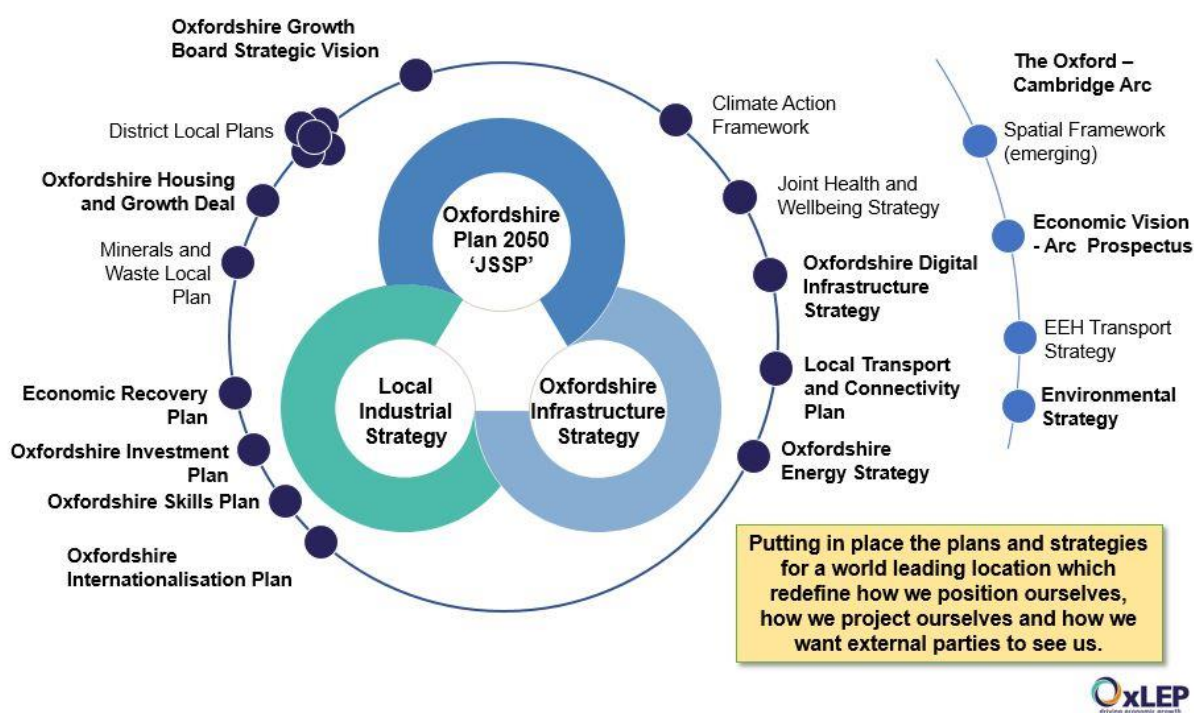 Oxfordshire Growth
Board Strategic Vision
District Local Plans
Oxfordshire Housing
and Growth Deal
Minerals and
Waste Local
Plan
Economic Recovery
Plan
Oxfordshire Investment
Plan
Oxfordshire Skills Plan
Oxfordshire
Internationalisation Plan
Oxfordshire
Plan 2050
‘JSSP’
Local
Industrial
Strategy
Oxfordshire
Infrastructure
Strategy
Climate Action
Framework
Joint Health and
Wellbeing Strategy
Oxfordshire Digital
Infrastructure
Strategy
Local Transport
and Connectivity
Plan
Oxfordshire
Energy Strategy
The Oxford –
Cambridge Arc
Spatial Framework
(emerging)
Economic Vision
- Arc Prospectus
EEH Transport
Strategy
Environmental
Strategy
Putting in place the plans and strategies
for a world leading location which
redefine how we position ourselves,
how we project ourselves and how we
want external parties to see us.
OxLEP
driving economic growth